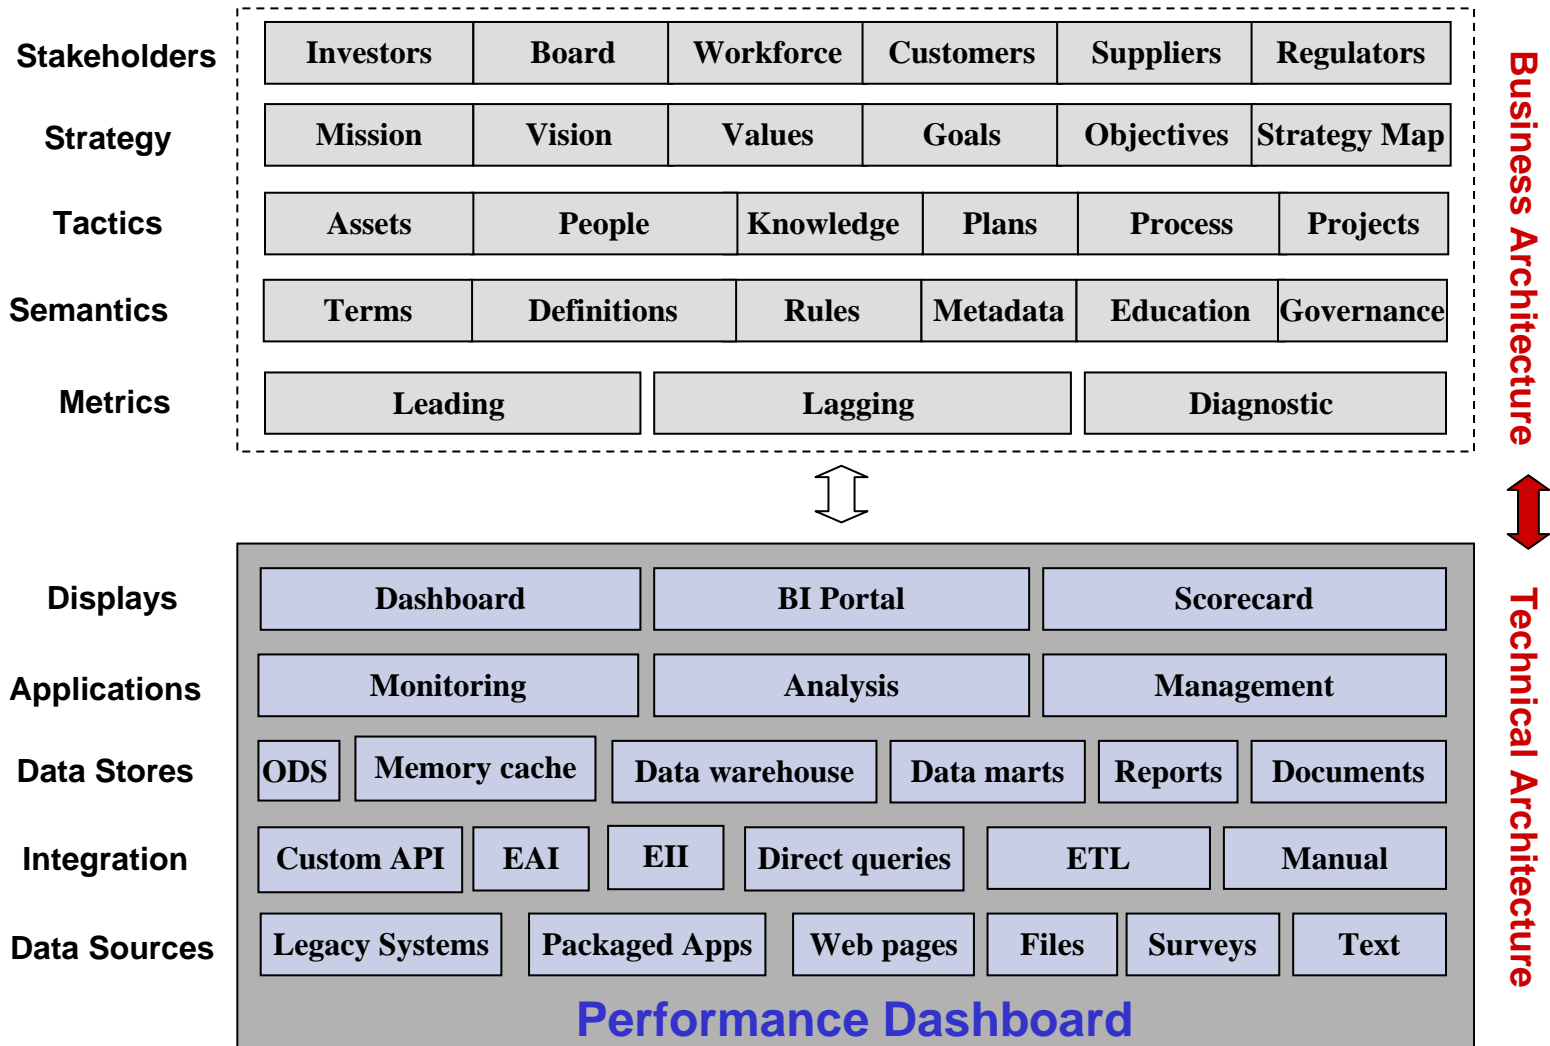 Stakeholders Investors Board Workforce Customers Suppliers Regulators
Strategy Mission Vision Values Goals Objectives Strategy Map
Tactics Assets People Knowledge Plans Process Projects
Semantics Terms Definitions Rules Metadata Education Governance
Metrics Leading Lagging Diagnostic
Business Architecture
Displays Dashboard BI Portal Scorecard
Applications Monitoring Analysis Management
Data Stores ODS Memory cache Data warehouse Data marts Reports Documents
Integration Custom API EAI EII Direct queries ETL Manual
Data Sources Legacy Systems Packaged Apps Web pages Files Surveys Text
Technical Architecture
Performance Dashboard